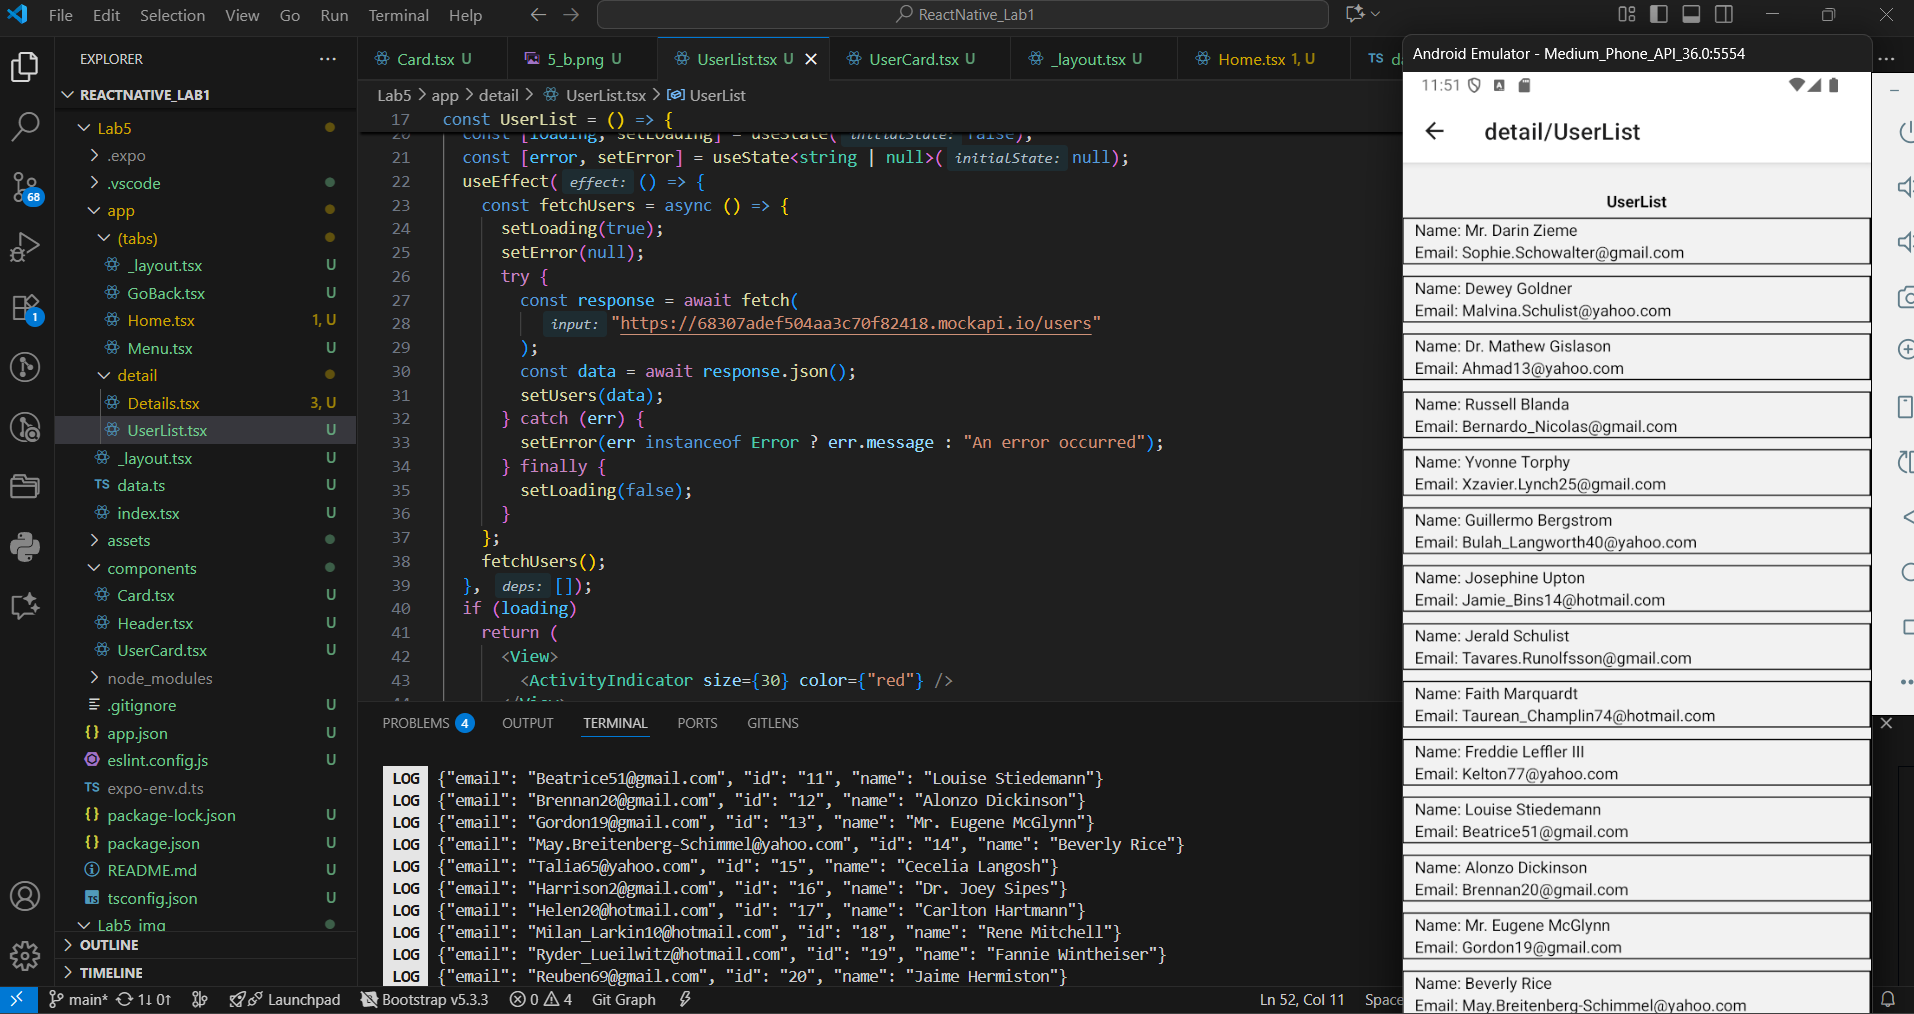 File Edit Selection View Go Run Terminal Help
ReactNative_Lab1
EXPLORER
REACTNATIVE_LAB1
Lab5
.expo
.vscode
app
(tabs)
_layout.tsx U
GoBack.tsx U
Home.tsx 1, U
Menu.tsx U
detail
Details.tsx 3, U
UserList.tsx U
_layout.tsx U
data.ts U
index.tsx U
assets
components
Card.tsx U
Header.tsx U
UserCard.tsx U
node_modules
.gitignore U
app.json U
eslint.config.js U
expo-env.d.ts
package-lock.json U
package.json U
README.md U
tsconfig.json U
Lab5_img
OUTLINE
TIMELINE
68
1
Card.tsx U 5_b.png U UserList.tsx U UserCard.tsx U _layout.tsx U Home.tsx 1, U TS
Lab5 > app > detail > UserList.tsx > UserList
17 const UserList = () => {
20 const [loading, setLoading] = useState( initialState: false);
21 const [error, setError] = useState<string | null>( initialState: null);
22 useEffect( effect: () => {
23 const fetchUsers = async () => {
24 setLoading(true);
25 setError(null);
26 try {
27 const response = await fetch(
28 input: "https://68307adef504aa3c70f82418.mockapi.io/users"
29 );
30 const data = await response.json();
31 setUsers(data);
32 } catch (err) {
33 setError(err instanceof Error ? err.message : "An error occurred");
34 } finally {
35 setLoading(false);
36 }
37 };
38 fetchUsers();
39 }, deps: []);
40 if (loading)
41 return (
42 <View>
43 <ActivityIndicator size={30} color={"red"} />
PROBLEMS 4 OUTPUT TERMINAL PORTS GITLENS
LOG {"email": "Beatrice51@gmail.com", "id": "11", "name": "Louise Stiedemann"}
LOG {"email": "Brennan20@gmail.com", "id": "12", "name": "Alonzo Dickinson"}
LOG {"email": "Gordon19@gmail.com", "id": "13", "name": "Mr. Eugene McGlynn"}
LOG {"email": "May.Breitenberg-Schimmel@yahoo.com", "id": "14", "name": "Beverly Rice"}
LOG {"email": "Talia65@yahoo.com", "id": "15", "name": "Cecelia Langosh"}
LOG {"email": "Harrison2@gmail.com", "id": "16", "name": "Dr. Joey Sipes"}
LOG {"email": "Helen20@hotmail.com", "id": "17", "name": "Carlton Hartmann"}
LOG {"email": "Milan_Larkin10@hotmail.com", "id": "18", "name": "Rene Mitchell"}
LOG {"email": "Ryder_Lueilwitz@hotmail.com", "id": "19", "name": "Fannie Wintheiser"}
LOG {"email": "Reuben69@gmail.com", "id": "20", "name": "Jaime Hermiston"}
Android Emulator - Medium_Phone_API_36.0:5554
11:51
detail/UserList
UserList
Name: Mr. Darin Zieme
Email: Sophie.Schowalter@gmail.com
Name: Dewey Goldner
Email: Malvina.Schulist@yahoo.com
Name: Dr. Mathew Gislason
Email: Ahmad13@yahoo.com
Name: Russell Blanda
Email: Bernardo_Nicolas@gmail.com
Name: Yvonne Torphy
Email: Xzavier.Lynch25@gmail.com
Name: Guillermo Bergstrom
Email: Bulah_Langworth40@yahoo.com
Name: Josephine Upton
Email: Jamie_Bins14@hotmail.com
Name: Jerald Schulist
Email: Tavares.Runolfsson@gmail.com
Name: Faith Marquardt
Email: Taurean_Champlin74@hotmail.com
Name: Freddie Leffler III
Email: Kelton77@yahoo.com
Name: Louise Stiedemann
Email: Beatrice51@gmail.com
Name: Alonzo Dickinson
Email: Brennan20@gmail.com
Name: Mr. Eugene McGlynn
Email: Gordon19@gmail.com
Name: Beverly Rice
Email: May.Breitenberg-Schimmel@yahoo.com
main* 1↓ 0↑ Launchpad Bootstrap v5.3.3 0 4 Git Graph Ln 52, Col 11